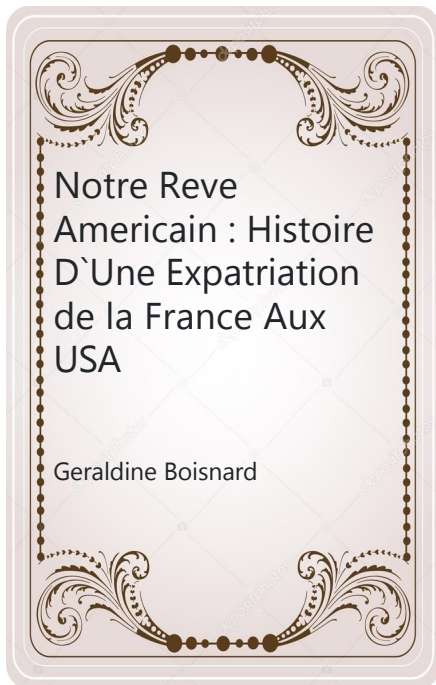 Notre Reve
Americain : Histoire
D`Une Expatriation
de la France Aux
USA
Geraldine Boisnard